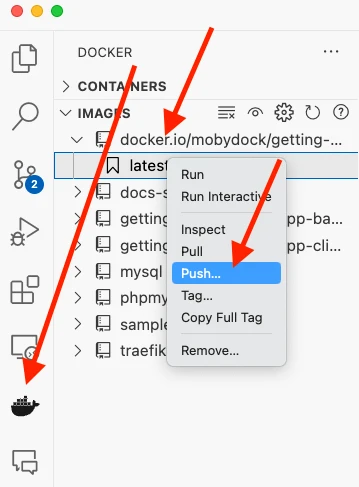 DOCKER
CONTAINERS
IMAGES
docker.io/mobydock/getting-...
latest
Run
Run Interactive
Inspect
Pull
Push...
Tag...
Copy Full Tag
Remove...
docs-s
getting
pp-ba...
getting
pp-cli...
mysql
phpmy
sample
traefik
2